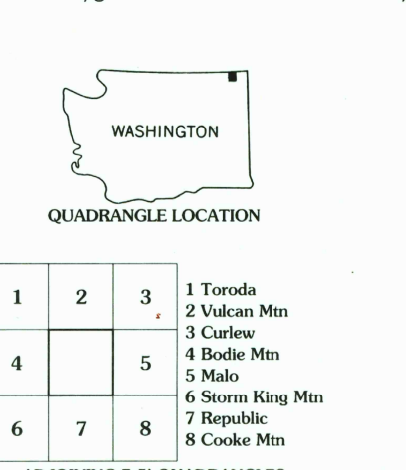 WASHINGTON
QUADRANGLE LOCATION
1 2 3
4 5
6 7 8
1 Toroda
2 Vulcan Mtn
3 Curlew
4 Bodie Mtn
5 Malo
6 Storm King Mtn
7 Republic
8 Cooke Mtn